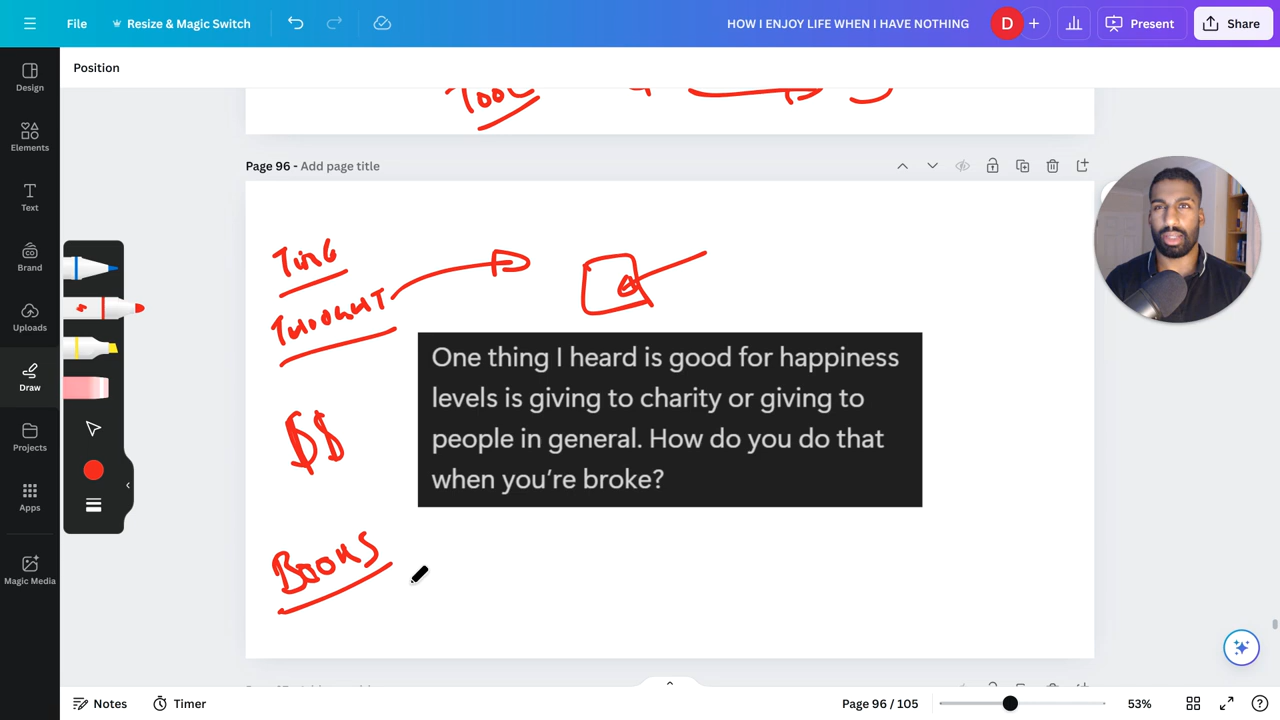 File
Resize & Magic Switch
HOW I ENJOY LIFE WHEN I HAVE NOTHING
D
Present
Share
Position
Design
Elements
Text
Brand
Uploads
Draw
Projects
Apps
Magic Media
TOOL
Page 96 - Add page title
TIME
THOUGHT
One thing I heard is good for happiness
levels is giving to charity or giving to
people in general. How do you do that
when you're broke?
$$
BOOKS
Notes
Timer
Page 96 / 105
53%